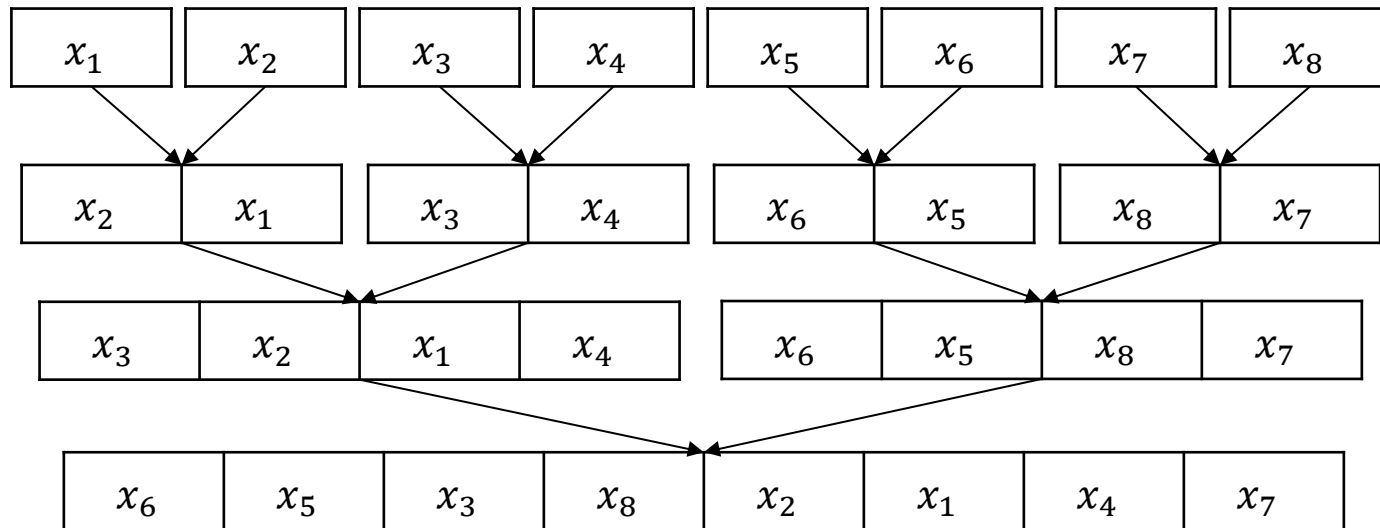 x₁ x₂ x₃ x₄ x₅ x₆ x₇ x₈
x₂ x₁ x₃ x₄ x₆ x₅ x₈ x₇
x₃ x₂ x₁ x₄ x₆ x₅ x₈ x₇
x₆ x₅ x₃ x₈ x₂ x₁ x₄ x₇